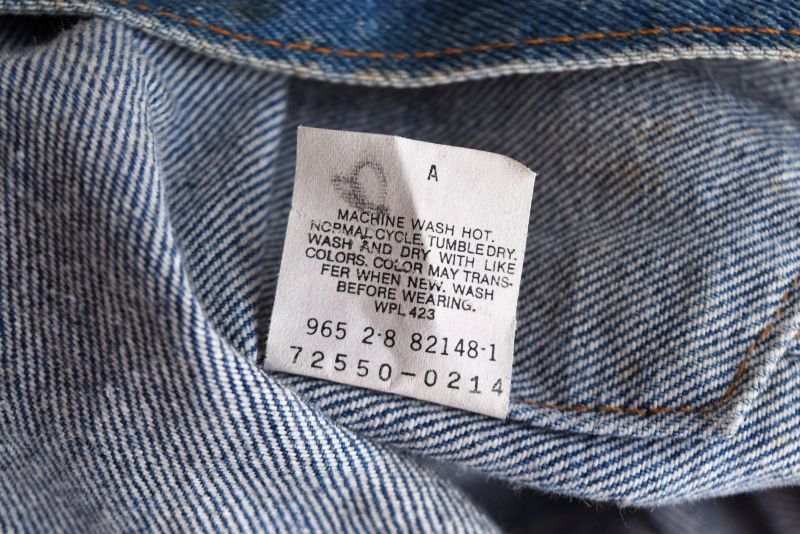 A
MACHINE WASH HOT.
NORMAL CYCLE. TUMBLE DRY.
WASH AND DRY WITH LIKE
COLORS. COLOR MAY TRANS-
FER WHEN NEW. WASH
BEFORE WEARING.
WPL 423
965 2-8 82148-1
72550-0214